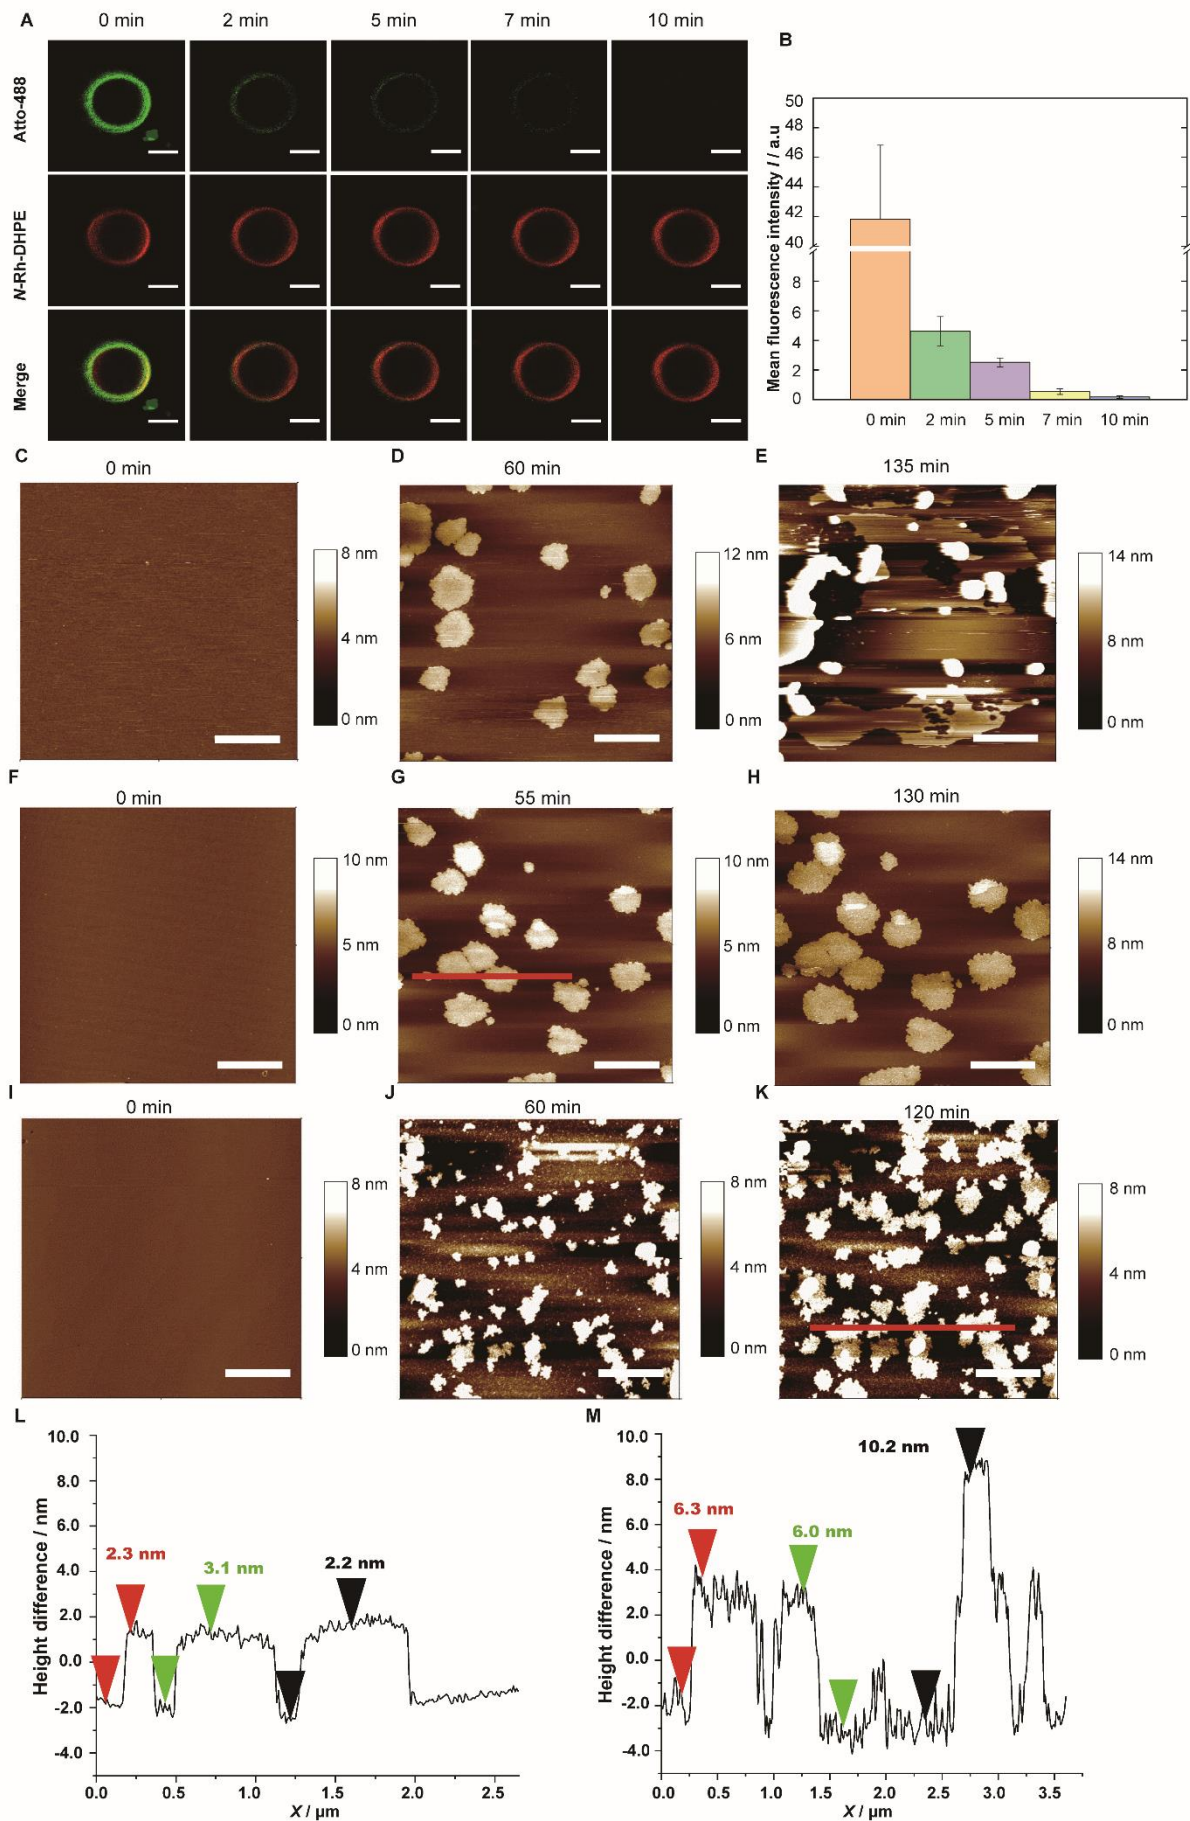 A 0 min 2 min 5 min 7 min 10 min
Atto-488
N-Rh-DHPE
Merge
B
Mean fluorescence intensity I / a.u
50
48
46
44
42
40
8
6
4
2
0
0 min 2 min 5 min 7 min 10 min
C 0 min
8 nm
4 nm
0 nm
D 60 min
12 nm
6 nm
0 nm
E 135 min
14 nm
8 nm
0 nm
F 0 min
10 nm
5 nm
0 nm
G 55 min
10 nm
5 nm
0 nm
H 130 min
14 nm
8 nm
0 nm
I 0 min
8 nm
4 nm
0 nm
J 60 min
8 nm
4 nm
0 nm
K 120 min
8 nm
4 nm
0 nm
L
Height difference / nm
10.0
8.0
6.0
4.0
2.0
0.0
-2.0
-4.0
2.3 nm
3.1 nm
2.2 nm
0.0 0.5 1.0 1.5 2.0 2.5
X / µm
M
Height difference / nm
10.0
8.0
6.0
4.0
2.0
0.0
-2.0
-4.0
6.3 nm
6.0 nm
10.2 nm
0.0 0.5 1.0 1.5 2.0 2.5 3.0 3.5
X / µm